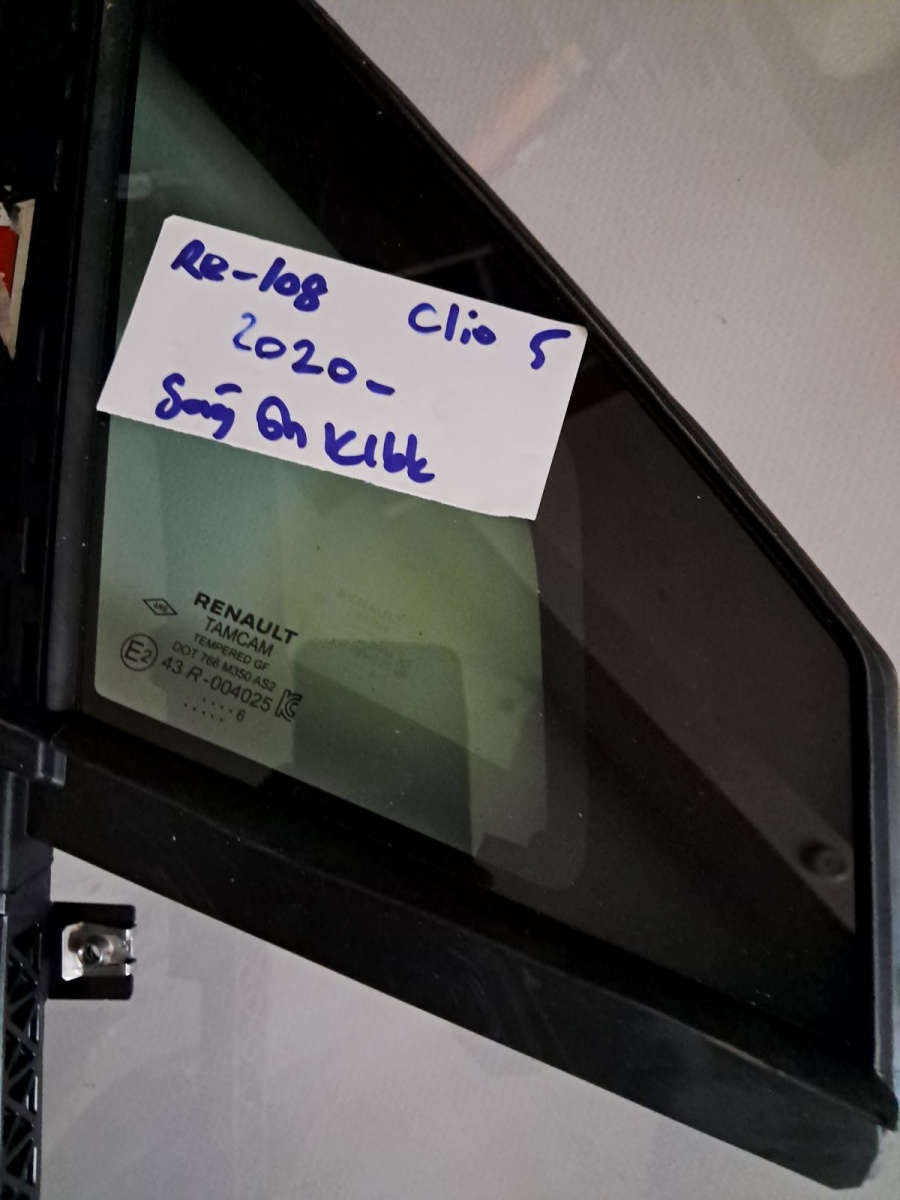 Re-108 Clio 5
2020-
Sağ Ön Klbk
RENAULT
TAMCAM
TEMPERED GF
DOT 766 M350 AS2
E2 43 R-004025
.....6